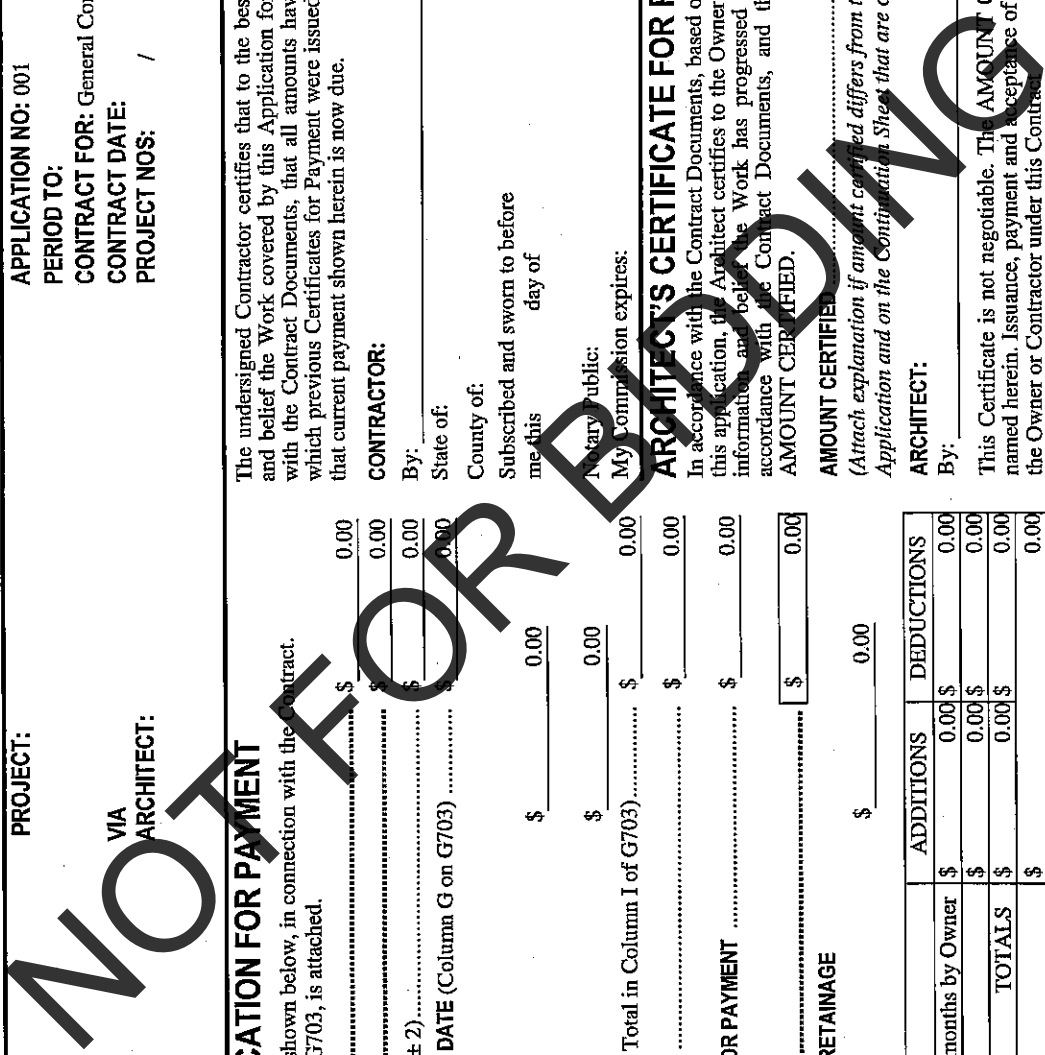 PROJECT:
VIA
ARCHITECT:
APPLICATION NO: 001
PERIOD TO:
CONTRACT FOR: General
CONTRACT DATE:
PROJECT NOS: /
FOR PAYMENT
shown below, in connection with the Contract.
G703, is attached.
$ 0.00
$ 0.00
± 2) $ 0.00
DATE (Column G on G703) $ 0.00
$ 0.00
$ 0.00
Total in Column I of G703) $ 0.00
$ 0.00
PAYMENT $ 0.00
$ 0.00
RETAINAGE $ 0.00
ADDITIONS DEDUCTIONS
months by Owner $ 0.00 $ 0.00
$ 0.00 $ 0.00
TOTALS $ 0.00 $ 0.00
$ 0.00
The undersigned Contractor certifies that to the best
and belief the Work covered by this Application for
with the Contract Documents, that all amounts
which previous Certificates for Payment were issued
that current payment shown herein is now due.
CONTRACTOR:
By:
State of:
County of:
Subscribed and sworn to before
me this day of
Notary Public:
My Commission expires:
ARCHITECT'S CERTIFICATE FOR
In accordance with the Contract Documents, based
this application, the Architect certifies to the Owner
information and belief the Work has progressed
accordance with the Contract Documents, and
AMOUNT CERTIFIED.
AMOUNT CERTIFIED
(Attach explanation if amount certified differs from
Application and on the Continuation Sheet that are
ARCHITECT:
By:
This Certificate is not negotiable. The AMOUNT
named herein. Issuance, payment and acceptance of
the Owner or Contractor under this Contract
NOT FOR BIDDING